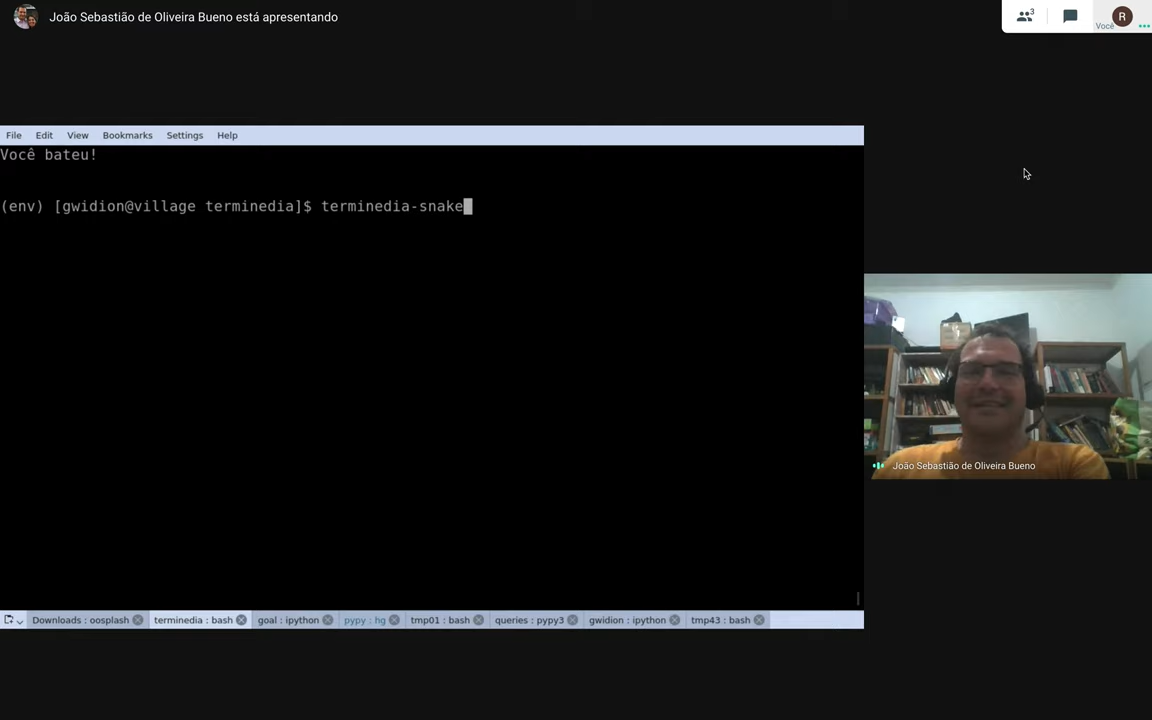 João Sebastião de Oliveira Bueno está apresentando
3
Você
R
File Edit View Bookmarks Settings Help
Você bateu!
(env) [gwidion@village terminedia]$ terminedia-snake
João Sebastião de Oliveira Bueno
Downloads : oosplash terminedia : bash goal : ipython pypy : hg tmp01 : bash queries : pypy3 gwidion : ipython tmp43 : bash